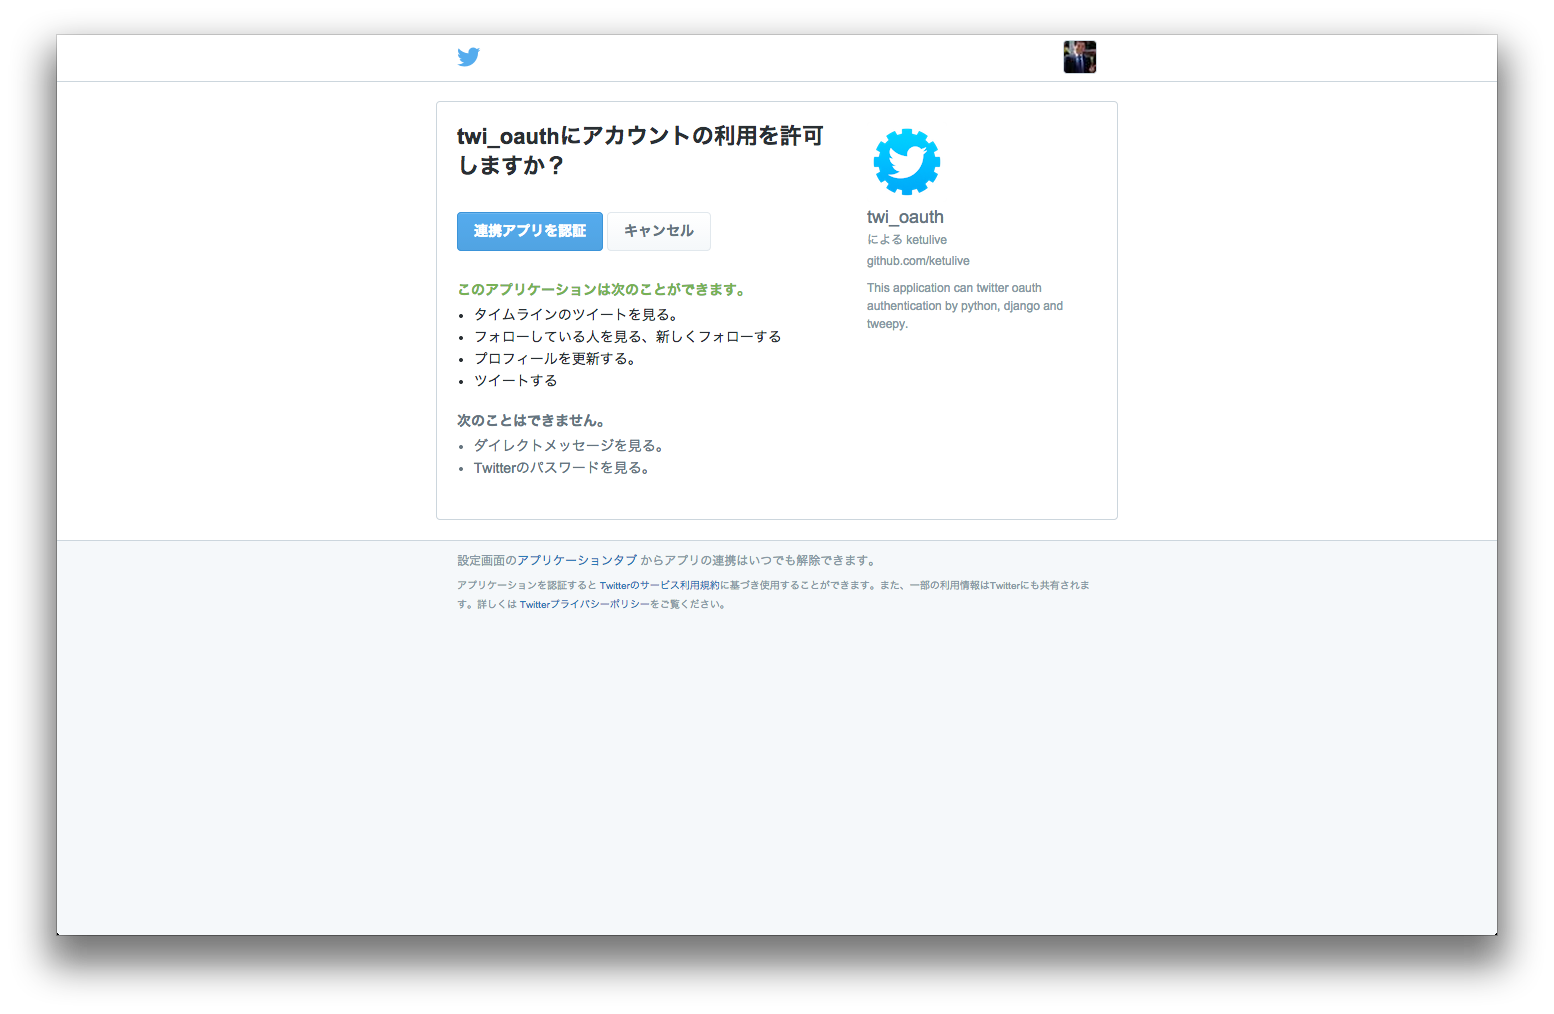 twi_oauthにアカウントの利用を許可
しますか？
連携アプリを認証
キャンセル
このアプリケーションは次のことができます。
• タイムラインのツイートを見る。
• フォローしている人を見る、新しくフォローする
• プロフィールを更新する。
• ツイートする
次のことはできません。
• ダイレクトメッセージを見る。
• Twitterのパスワードを見る。
twi_oauth
による ketulive
github.com/ketulive
This application can twitter oauth
authentication by python, django and
tweepy.
設定画面のアプリケーションタブ からアプリの連携はいつでも解除できます。
アプリケーションを認証すると Twitterのサービス利用規約に基づき使用することができます。また、一部の利用情報はTwitterにも共有されま
す。詳しくは Twitterプライバシーポリシーをご覧ください。